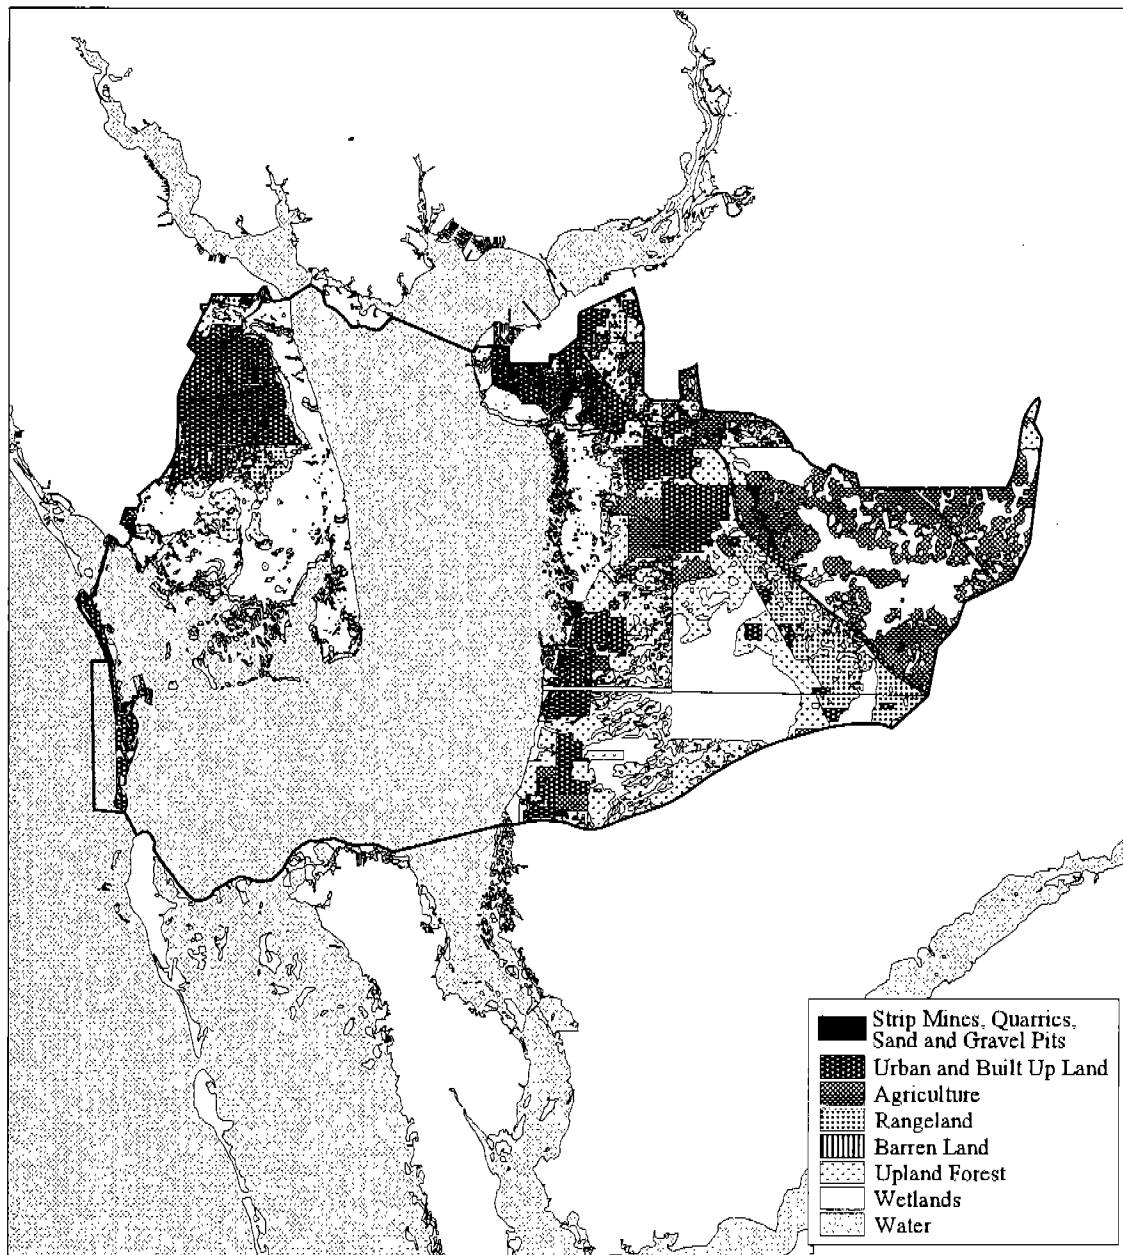 Strip Mines, Quarries,
Sand and Gravel Pits
Urban and Built Up Land
Agriculture
Rangeland
Barren Land
Upland Forest
Wetlands
Water